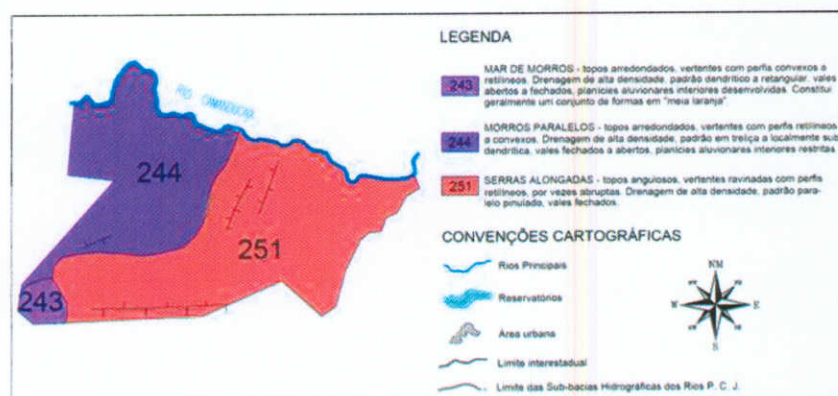 RIO CAMANDUCAIA
244
251
243
LEGENDA
243
MAR DE MORROS - topos arredondados, vertentes com perfis convexos a
retilíneos. Drenagem de alta densidade, padrão dendrítico a retangular, vales
abertos a fechados, planícies aluvionares interiores desenvolvidas. Constitui
geralmente um conjunto de formas em "meia laranja"
244
MORROS PARALELOS - topos arredondados, vertentes com perfis retilíneos
a convexos. Drenagem de alta densidade, padrão em treliça a localmente sub
dendrítica, vales fechados a abertos, planícies aluvionares interiores restritas
251
SERRAS ALONGADAS - topos angulosos, vertentes ravinadas com perfis
retilíneos, por vezes abruptas. Drenagem de alta densidade, padrão para-
lelo pinulado, vales fechados.
CONVENÇÕES CARTOGRÁFICAS
Rios Principais
Reservatórios
Área urbana
Limite interestadual
Limite das Sub-bacias Hidrográficas dos Rios P. C. J.
NM
W
E
S